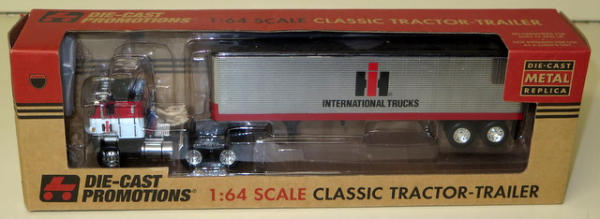 DIE-CAST
PROMOTIONS
1:64 SCALE CLASSIC TRACTOR-TRAILER
DIE-CAST
METAL
REPLICA
IH
INTERNATIONAL TRUCKS
IH
DIE-CAST
PROMOTIONS®
1:64 SCALE CLASSIC TRACTOR-TRAILER